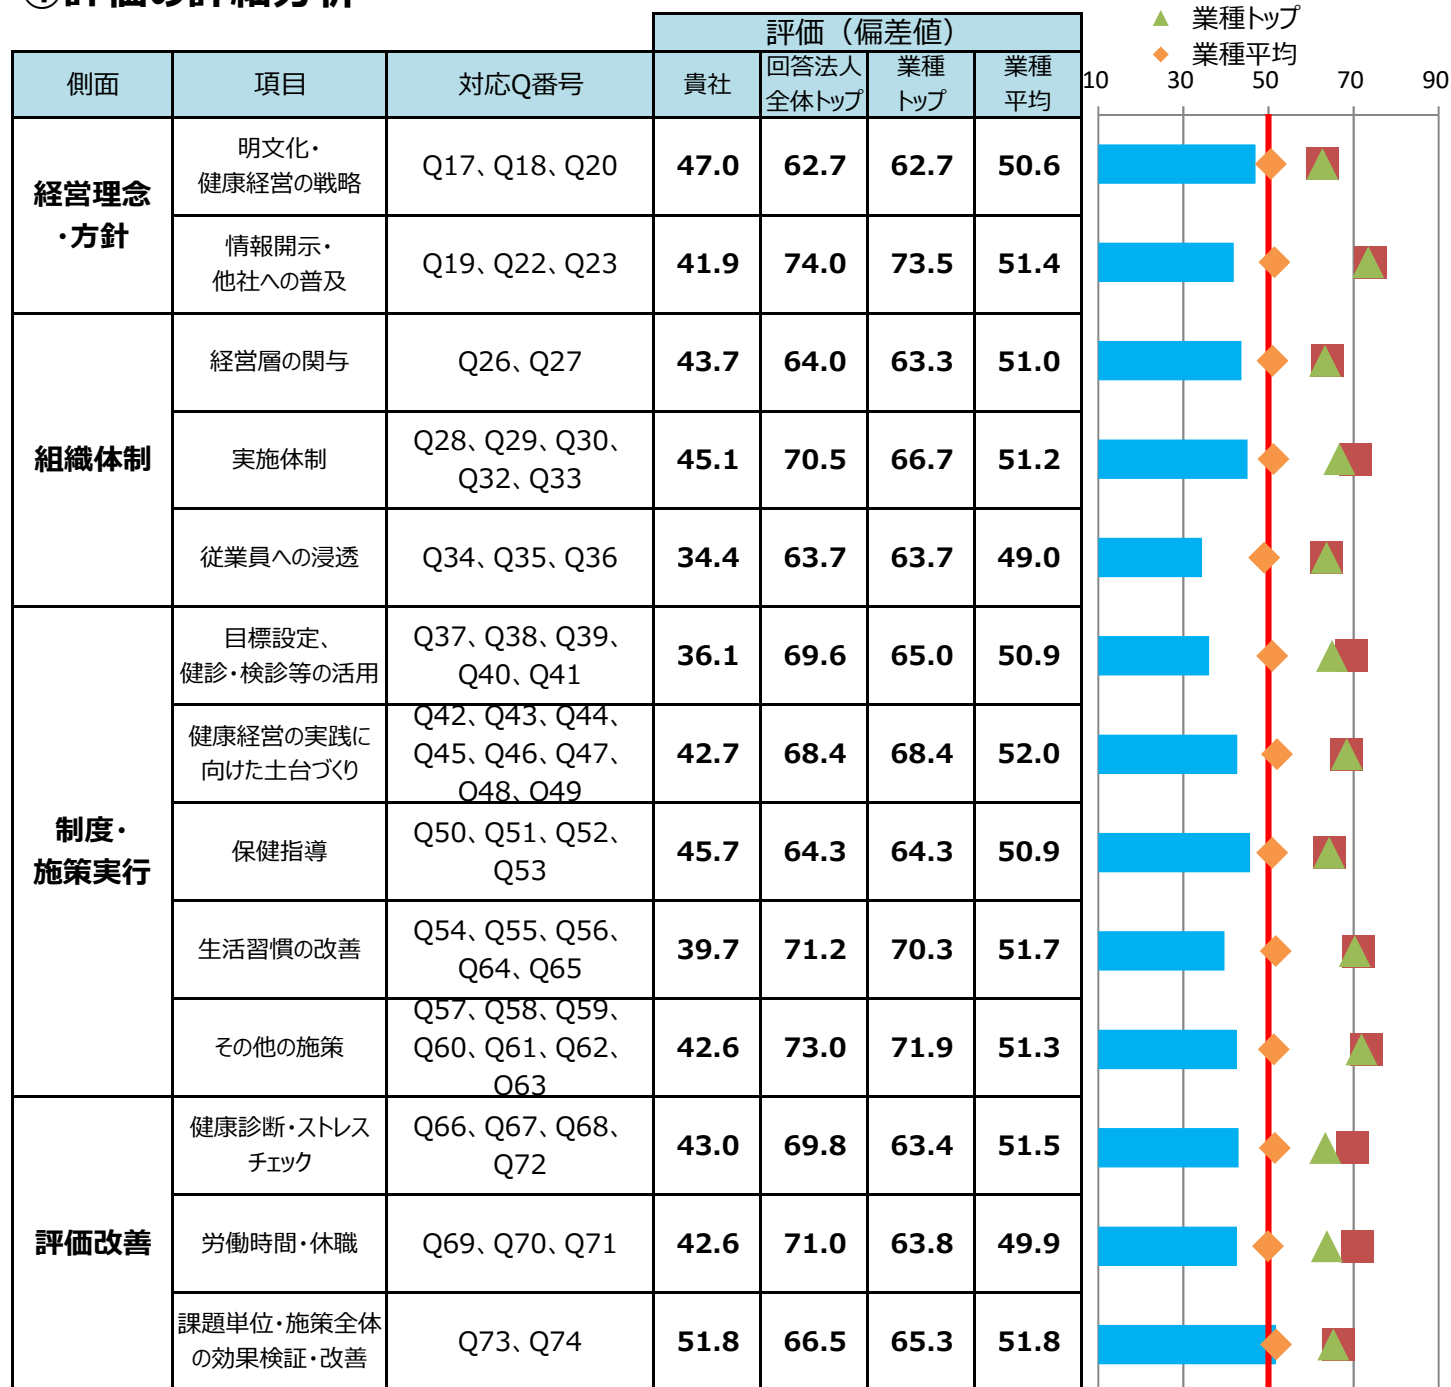 ①評価の詳細分析
▲ 業種トップ
◆ 業種平均
評価（偏差値）
側面 項目 対応Q番号 貴社 回答法人全体トップ 業種トップ 業種平均
10 30 50 70 90
経営理念・方針
明文化・健康経営の戦略 Q17、Q18、Q20 47.0 62.7 62.7 50.6
情報開示・他社への普及 Q19、Q22、Q23 41.9 74.0 73.5 51.4
組織体制
経営層の関与 Q26、Q27 43.7 64.0 63.3 51.0
実施体制 Q28、Q29、Q30、Q32、Q33 45.1 70.5 66.7 51.2
従業員への浸透 Q34、Q35、Q36 34.4 63.7 63.7 49.0
制度・施策実行
目標設定、健診・検診等の活用 Q37、Q38、Q39、Q40、Q41 36.1 69.6 65.0 50.9
健康経営の実践に向けた土台づくり Q42、Q43、Q44、Q45、Q46、Q47、Q48、Q49 42.7 68.4 68.4 52.0
保健指導 Q50、Q51、Q52、Q53 45.7 64.3 64.3 50.9
生活習慣の改善 Q54、Q55、Q56、Q64、Q65 39.7 71.2 70.3 51.7
その他の施策 Q57、Q58、Q59、Q60、Q61、Q62、Q63 42.6 73.0 71.9 51.3
評価改善
健康診断・ストレスチェック Q66、Q67、Q68、Q72 43.0 69.8 63.4 51.5
労働時間・休職 Q69、Q70、Q71 42.6 71.0 63.8 49.9
課題単位・施策全体の効果検証・改善 Q73、Q74 51.8 66.5 65.3 51.8